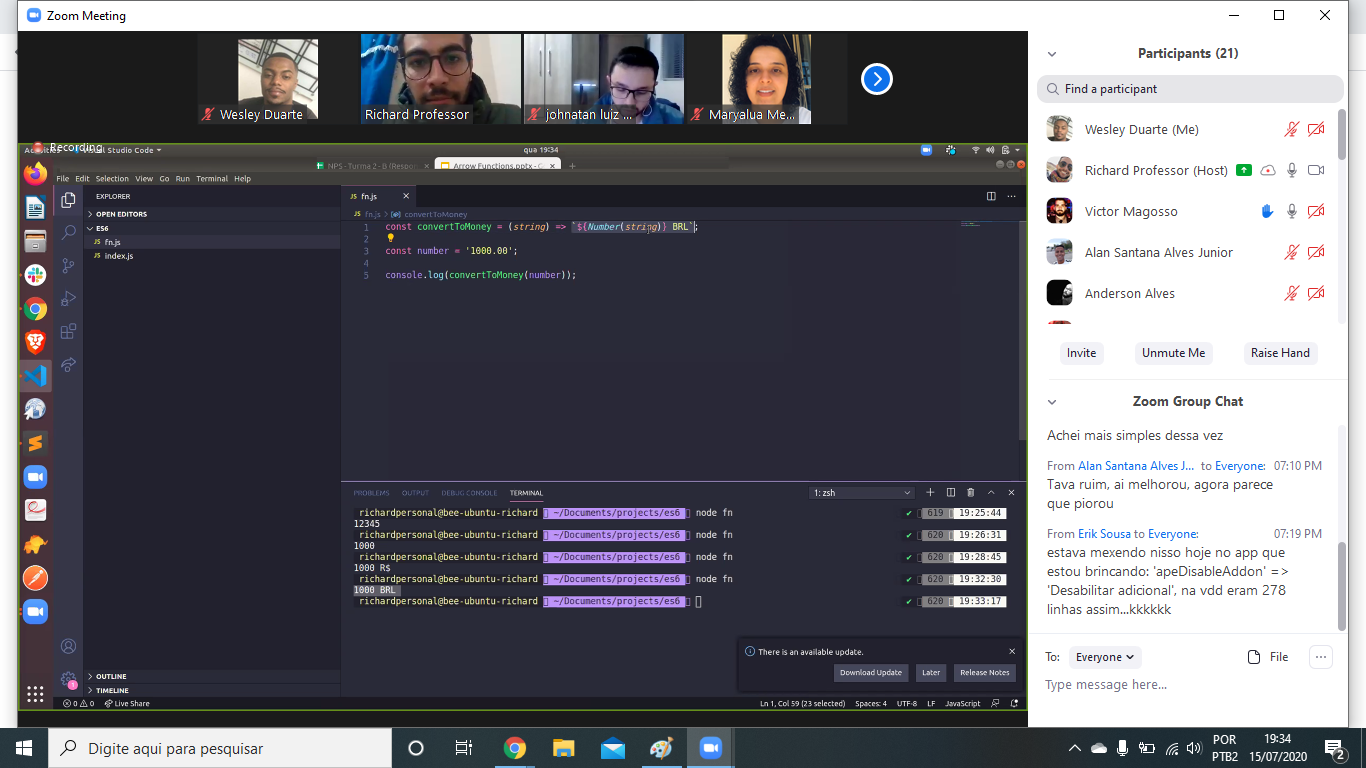 Zoom Meeting
Wesley Duarte
Richard Professor
johnatan luiz ...
Maryalua Me...
Recording
Visual Studio Code
qua 19:34
NPS - Turma 2 - B (Respo
Arrow Functions.pptx - G
File Edit Selection View Go Run Terminal Help
EXPLORER
OPEN EDITORS
ES6
JS fn.js
JS index.js
JS fn.js
JS fn.js > convertToMoney
1 const convertToMoney = (string) => `${Number(string)} BRL`;
2
3 const number = '1000.00';
4
5 console.log(convertToMoney(number));
PROBLEMS OUTPUT DEBUG CONSOLE TERMINAL
1: zsh
richardpersonal@bee-ubuntu-richard ~/Documents/projects/es6 node fn ✔ 619 19:25:44
12345
richardpersonal@bee-ubuntu-richard ~/Documents/projects/es6 node fn ✔ 620 19:26:31
1000
richardpersonal@bee-ubuntu-richard ~/Documents/projects/es6 node fn ✔ 620 19:28:45
1000 R$
richardpersonal@bee-ubuntu-richard ~/Documents/projects/es6 node fn ✔ 620 19:32:30
1000 BRL
richardpersonal@bee-ubuntu-richard ~/Documents/projects/es6 ✔ 620 19:33:17
There is an available update.
Download Update Later Release Notes
OUTLINE
TIMELINE
0 0 Live Share
Ln 1, Col 59 (23 selected) Spaces: 4 UTF-8 LF JavaScript
Participants (21)
Find a participant
Wesley Duarte (Me)
Richard Professor (Host)
Victor Magosso
Alan Santana Alves Junior
Anderson Alves
Invite Unmute Me Raise Hand
Zoom Group Chat
Achei mais simples dessa vez
From Alan Santana Alves J... to Everyone: 07:10 PM
Tava ruim, ai melhorou, agora parece
que piorou
From Erik Sousa to Everyone: 07:19 PM
estava mexendo nisso hoje no app que
estou brincando: 'apeDisableAddon' =>
'Desabilitar adicional', na vdd eram 278
linhas assim...kkkkkk
To: Everyone File
Type message here...
Digite aqui para pesquisar
POR
PTB2
19:34
15/07/2020
2